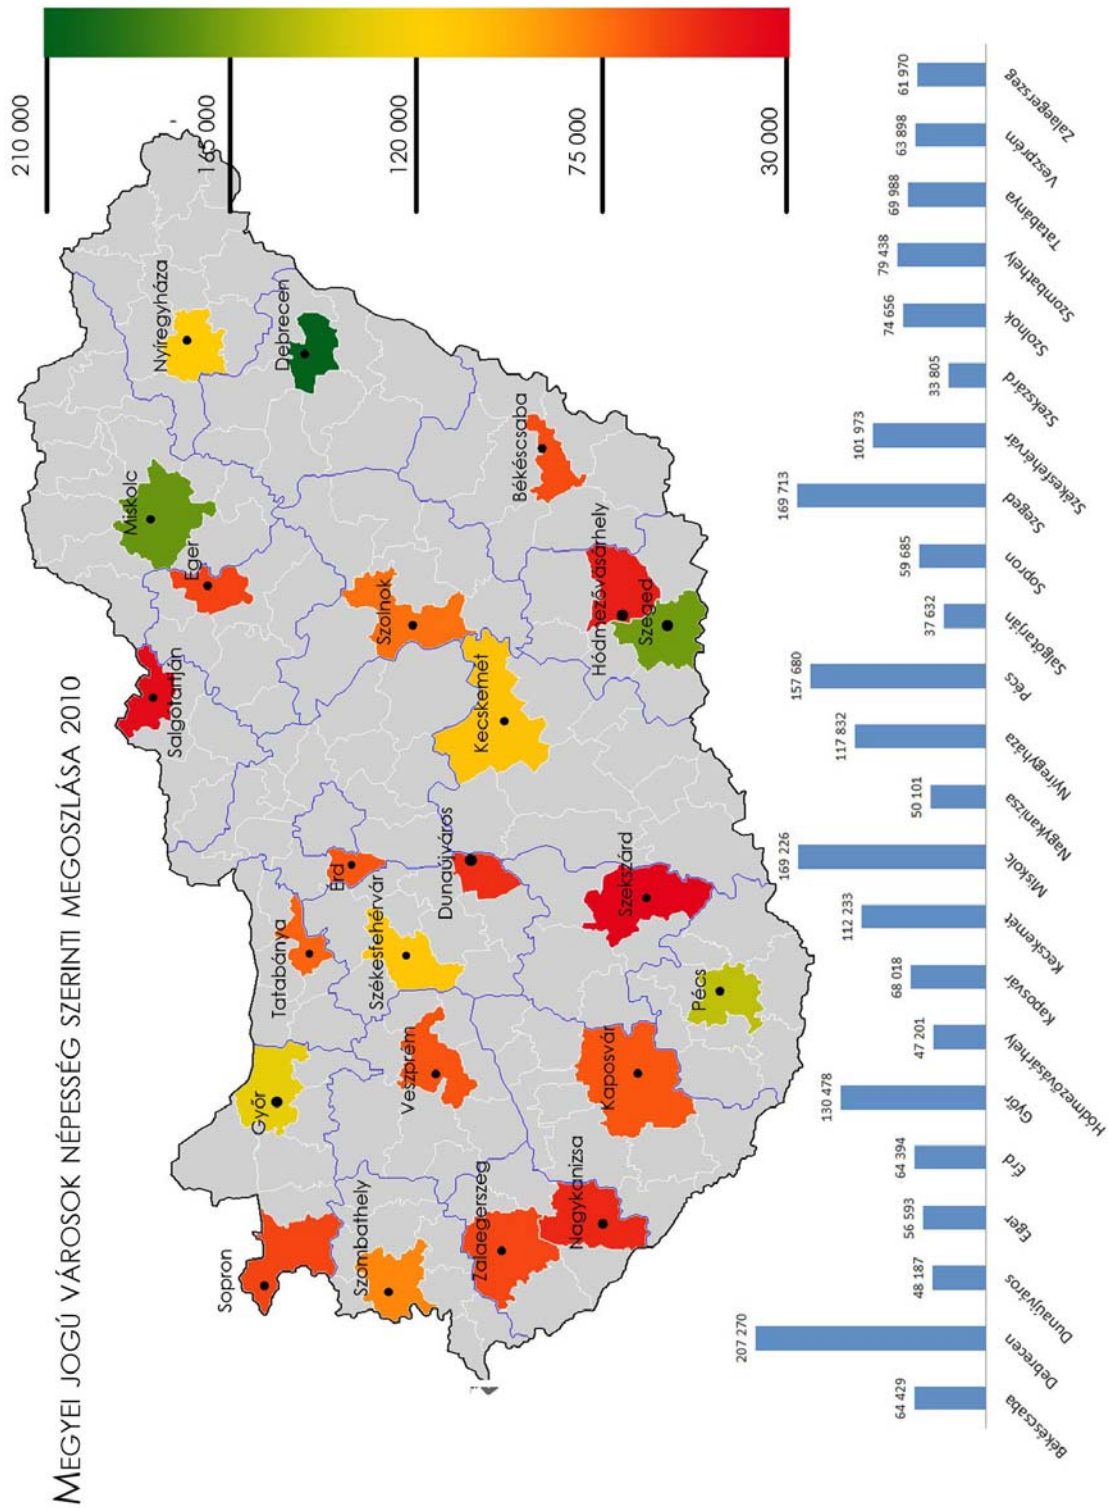 MEGYEI JOGÚ VÁROSOK NÉPESSÉG SZERINTI MEGOSZLÁSA 2010
210 000
165 000
120 000
75 000
30 000
Sopron
Győr
Tatabánya
Salgótartján
Miskolc
Eger
Nyíregyháza
Debrecen
Szombathely
Veszprém
Székesfehérvár
Érd
Szolnok
Zalaegerszeg
Dunaújváros
Kecskemét
Békéscsaba
Nagykanizsa
Kaposvár
Szekszárd
Hódmezővásárhely
Szeged
Pécs
64 429
207 270
48 187
56 593
64 394
130 478
47 201
68 018
112 233
169 226
50 101
117 832
157 680
37 632
59 685
169 713
101 973
33 805
74 656
79 438
69 988
63 898
61 970
Békéscsaba
Debrecen
Dunaújváros
Eger
Érd
Győr
Hódmezővásárhely
Kaposvár
Kecskemét
Miskolc
Nagykanizsa
Nyíregyháza
Pécs
Salgótarján
Sopron
Szeged
Székesfehérvár
Szekszárd
Szolnok
Szombathely
Tatabánya
Veszprém
Zalaegerszeg